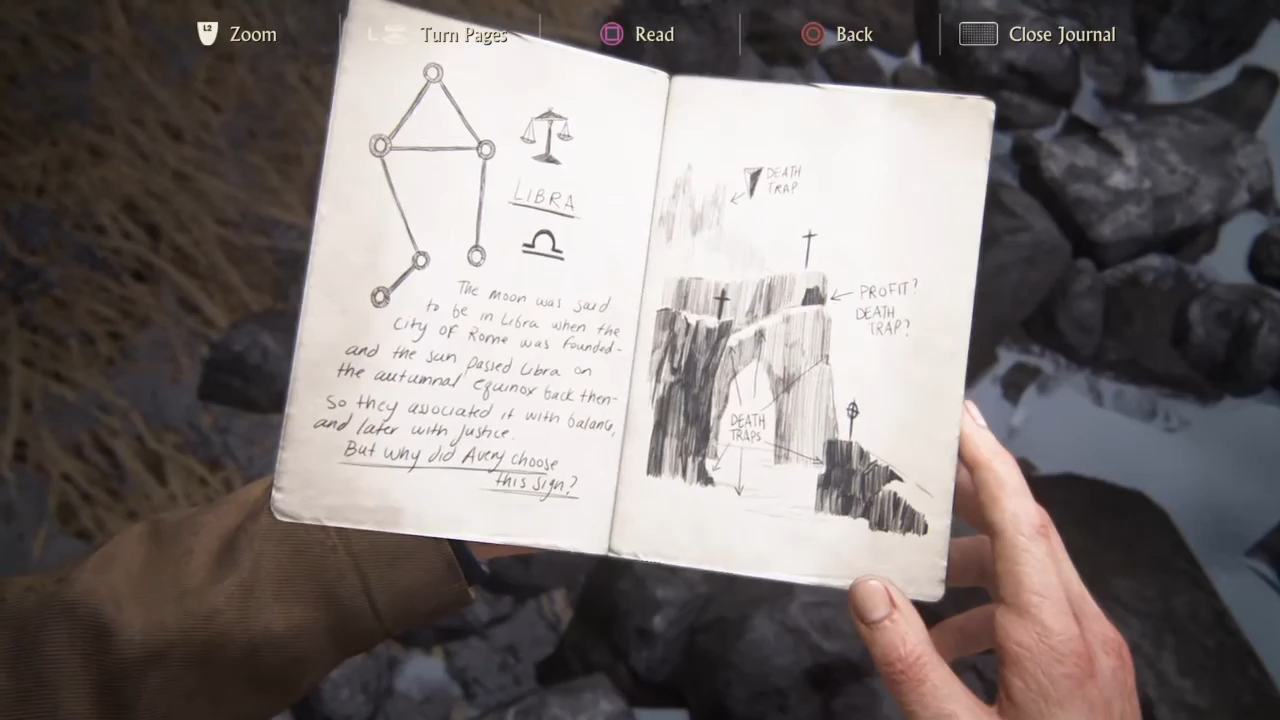 L2 Zoom
Turn Pages
Read
Back
Close Journal
LIBRA
The moon was said
to be in Libra when the
City of Rome was founded-
and the sun passed Libra on
the autumnal equinox back then-
So they associated it with balance,
and later with justice.
But why did Avery choose
this sign?
DEATH
TRAP
PROFIT?
DEATH
TRAP?
DEATH
TRAPS